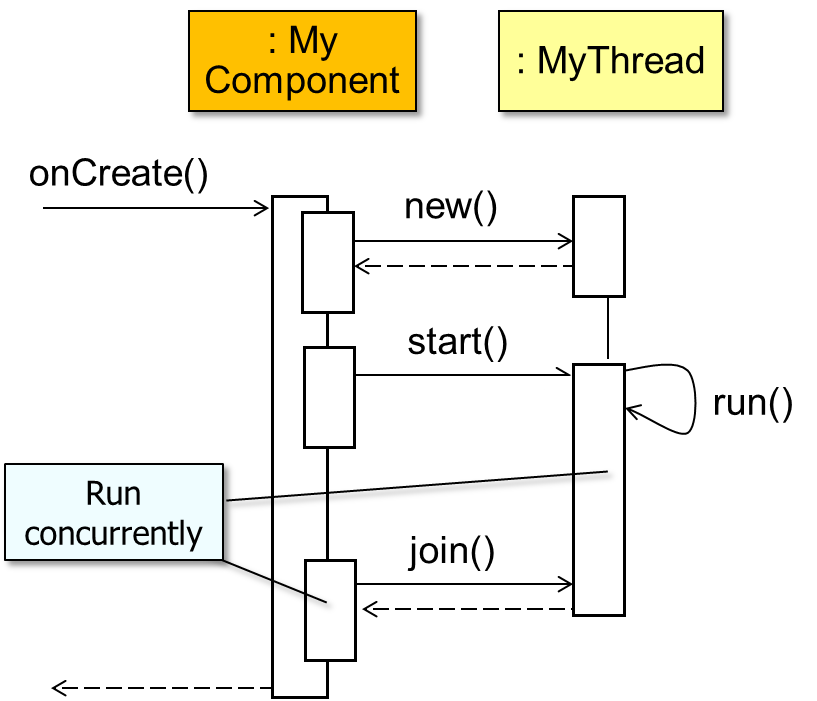 : My
Component
: MyThread
onCreate()
new()
start()
run()
Run
concurrently
join()